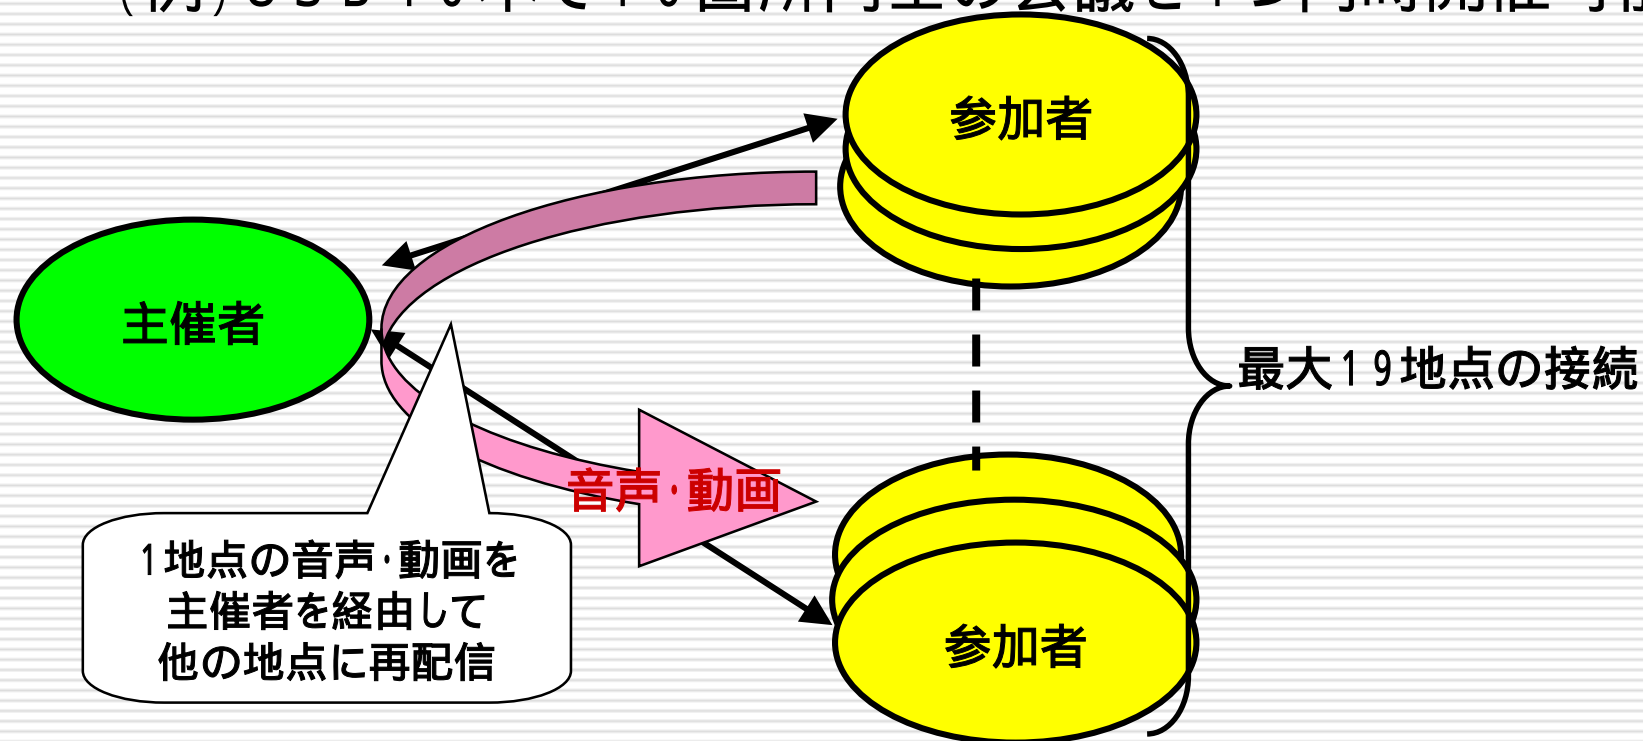 参加者
主催者
最大19地点の接続
音声・動画
1地点の音声・動画を
主催者を経由して
他の地点に再配信
参加者